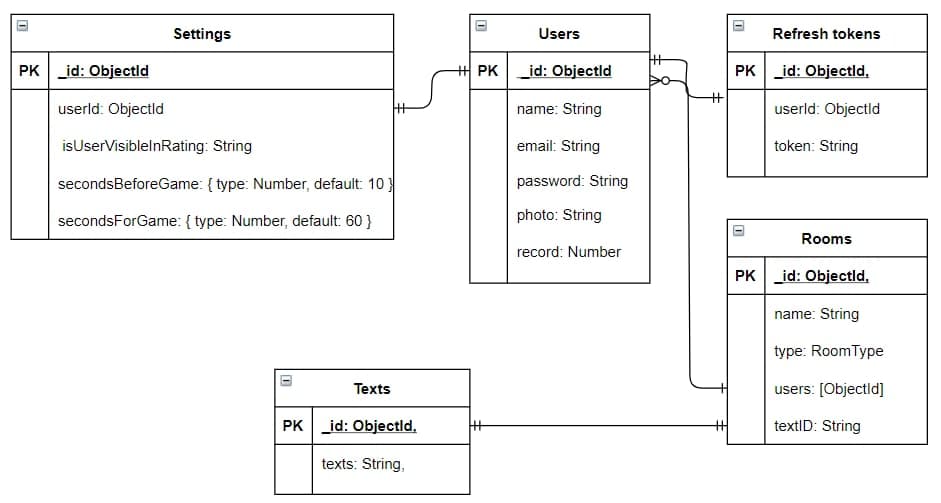 Settings
PK _id: ObjectId
userId: ObjectId
isUserVisibleInRating: String
secondsBeforeGame: { type: Number, default: 10 }
secondsForGame: { type: Number, default: 60 }
Users
PK _id: ObjectId
name: String
email: String
password: String
photo: String
record: Number
Refresh tokens
PK _id: ObjectId,
userId: ObjectId
token: String
Rooms
PK _id: ObjectId,
name: String
type: RoomType
users: [ObjectId]
textID: String
Texts
PK _id: ObjectId,
texts: String,